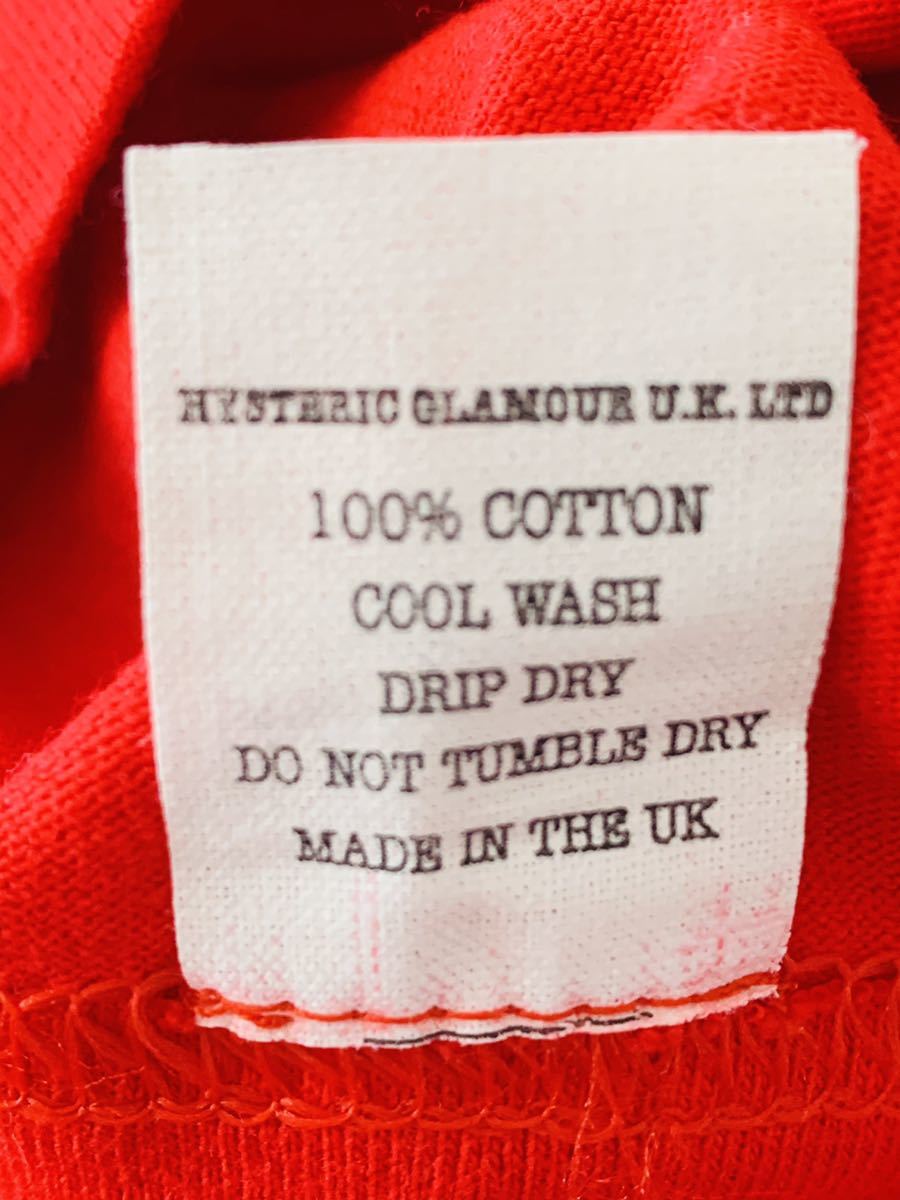 HYSTERIC GLAMOUR U.K. LTD
100% COTTON
COOL WASH
DRIP DRY
DO NOT TUMBLE DRY
MADE IN THE UK